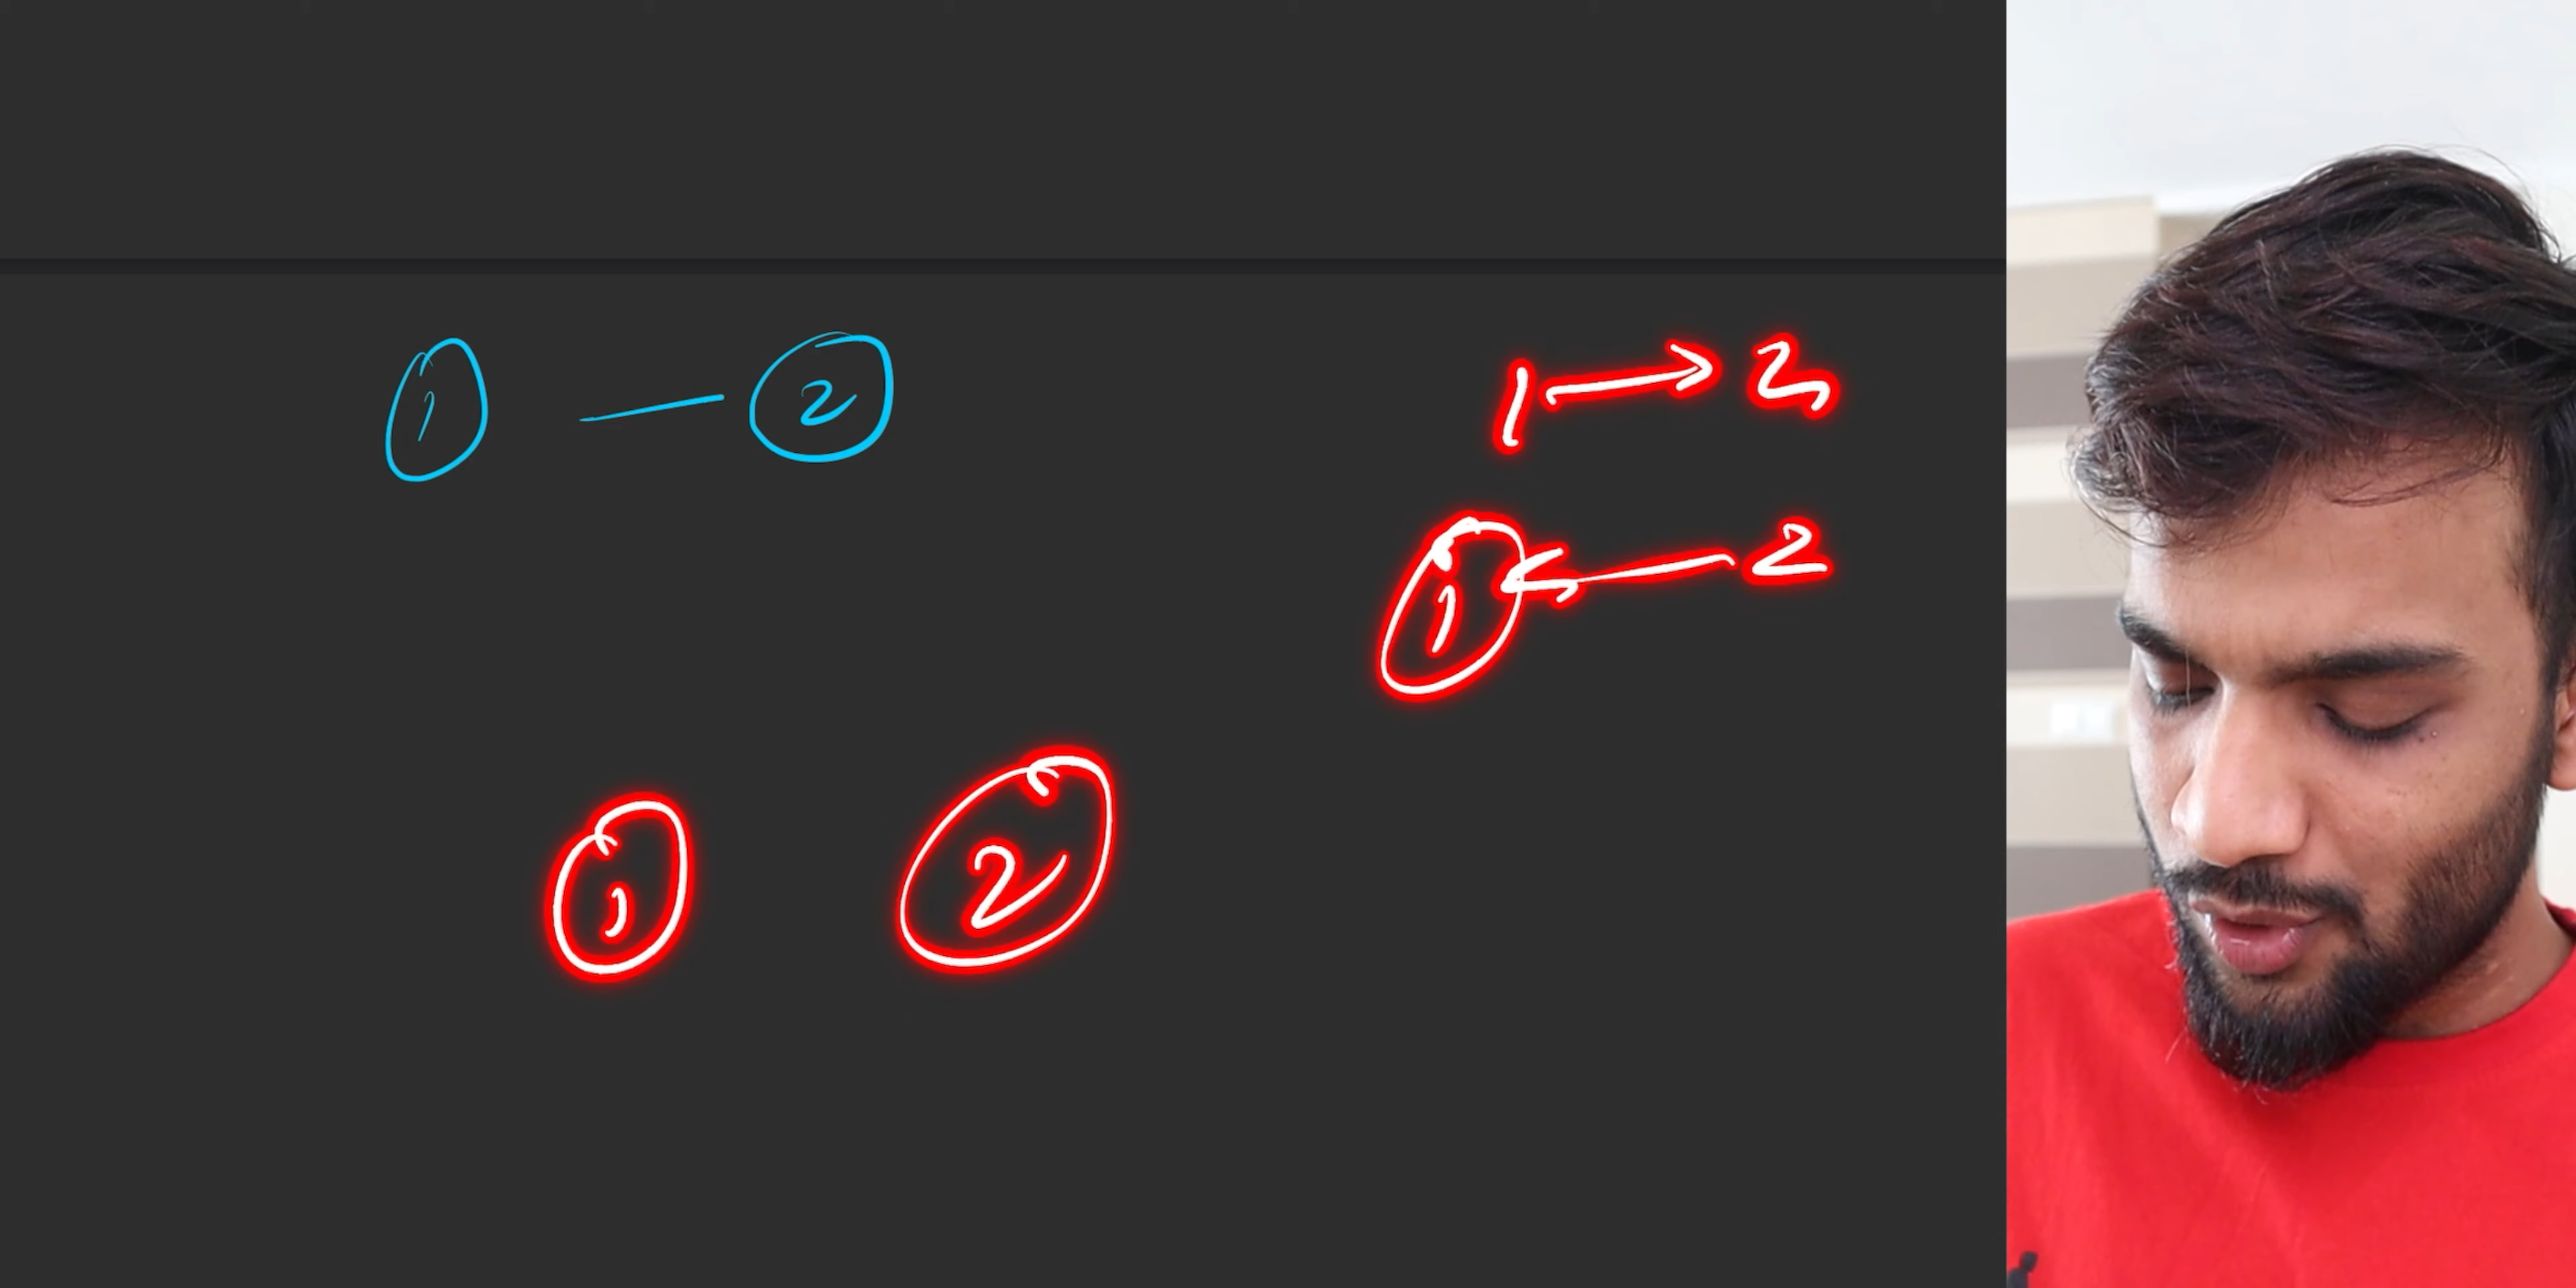 1 — 2
1 → 2
1 ← 2
1 2